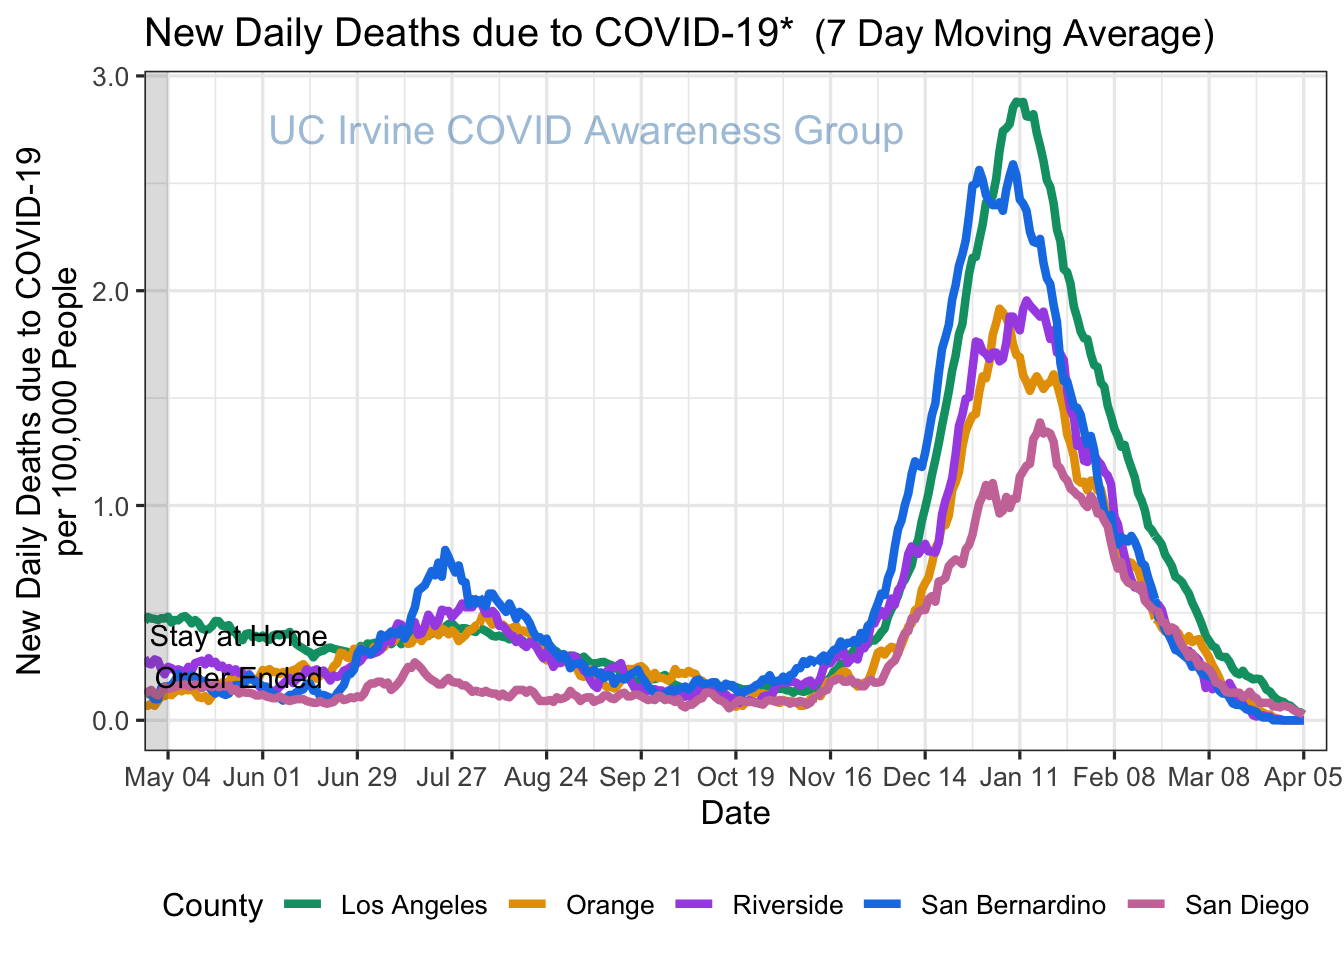 New Daily Deaths due to COVID-19* (7 Day Moving Average)
UC Irvine COVID Awareness Group
New Daily Deaths due to COVID-19
per 100,000 People
3.0
2.0
1.0
0.0
Stay at Home
Order Ended
May 04 Jun 01 Jun 29 Jul 27 Aug 24 Sep 21 Oct 19 Nov 16 Dec 14 Jan 11 Feb 08 Mar 08 Apr 05
Date
County Los Angeles Orange Riverside San Bernardino San Diego